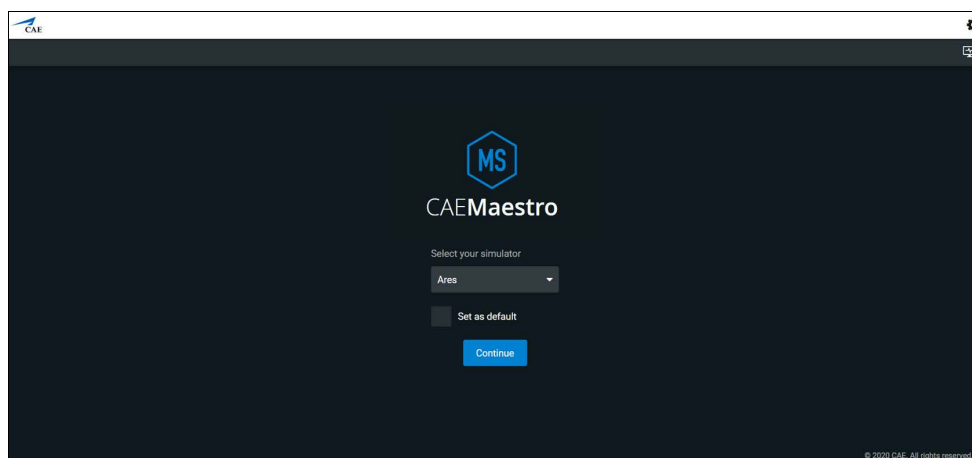 CAE
MS
CAEMaestro
Select your simulator
Ares
Set as default
Continue
© 2020 CAE. All rights reserved.